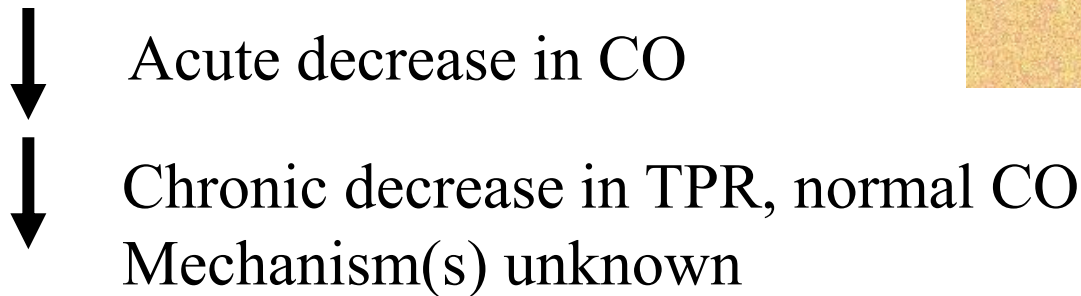 Acute decrease in CO
Chronic decrease in TPR, normal CO
Mechanism(s) unknown